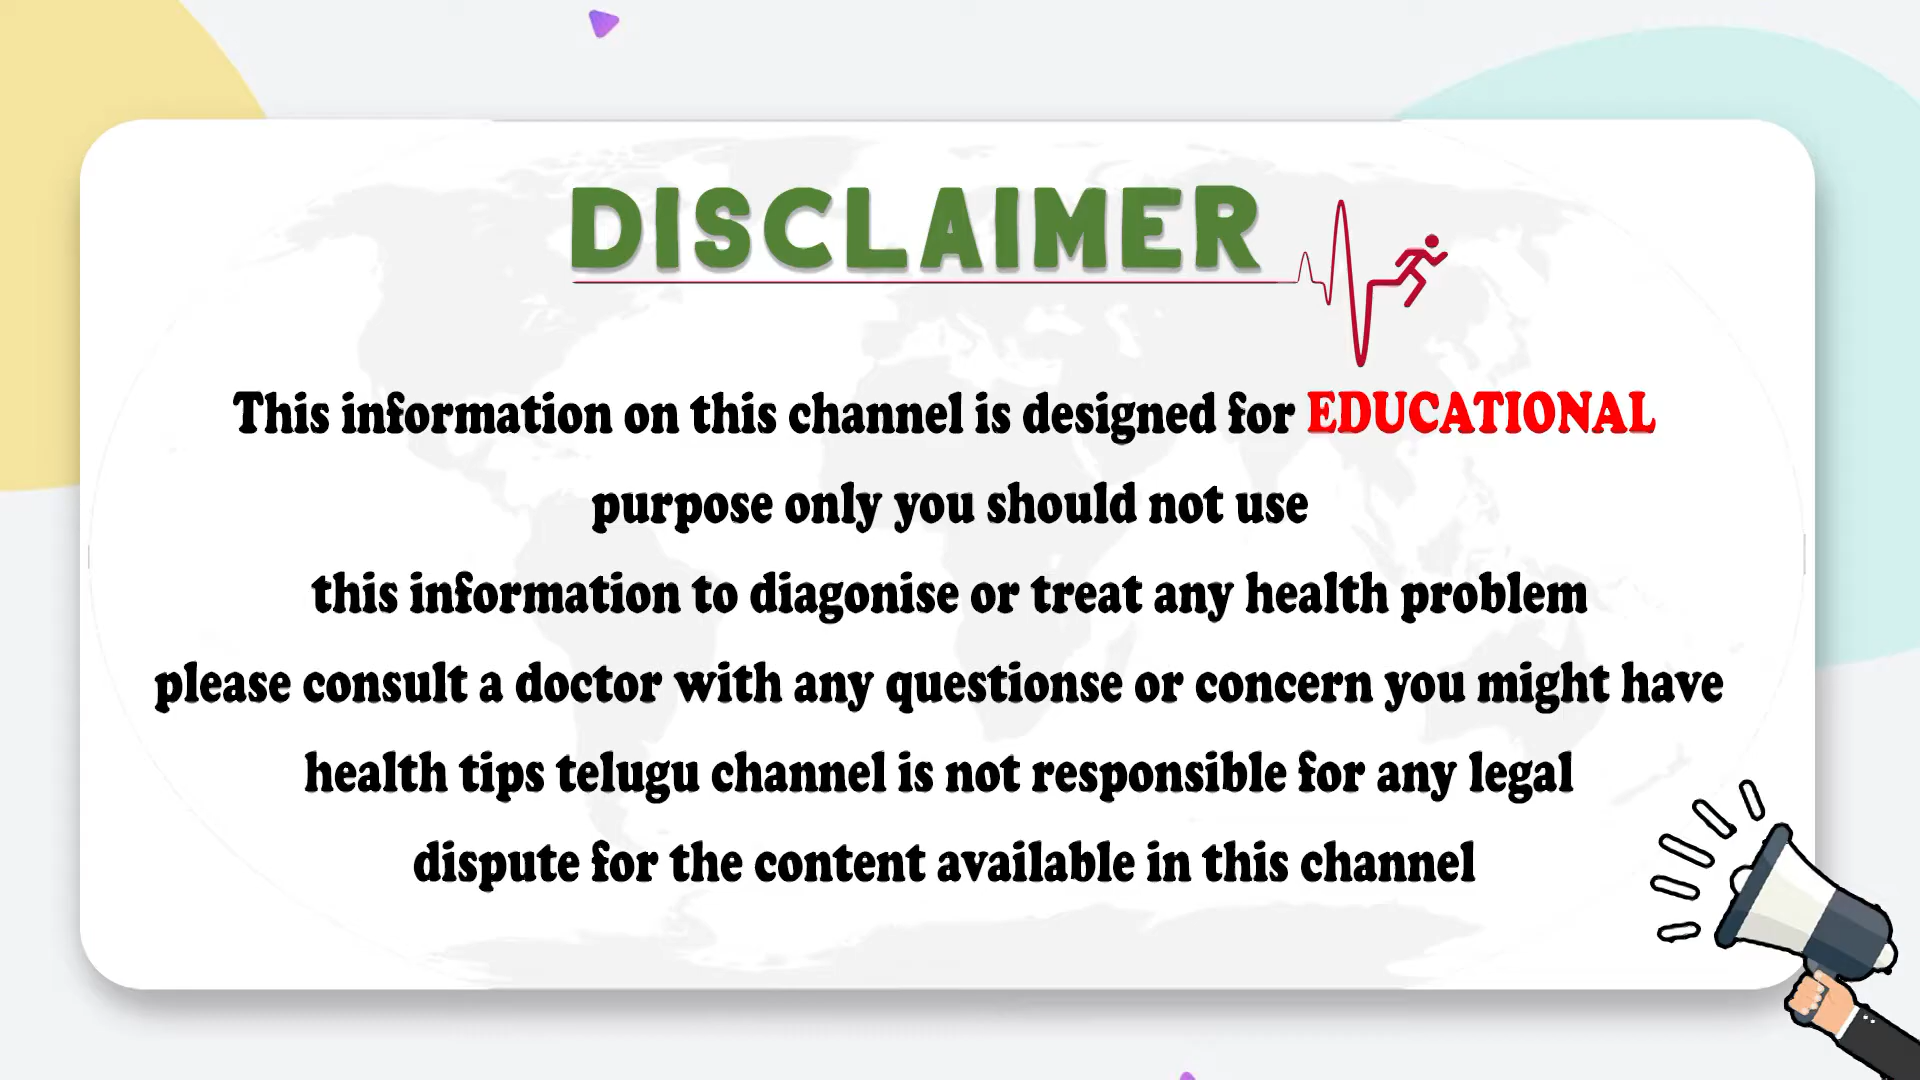 DISCLAIMER
This information on this channel is designed for EDUCATIONAL
purpose only you should not use
this information to diagonise or treat any health problem
please consult a doctor with any questionse or concern you might have
health tips telugu channel is not responsible for any legal
dispute for the content available in this channel